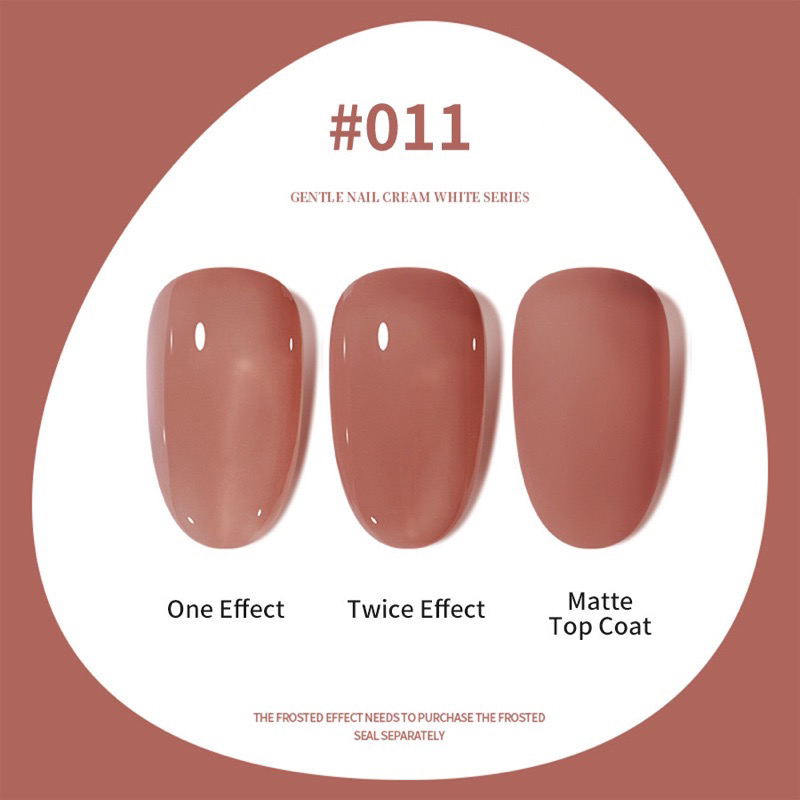 #011
GENTLE NAIL CREAM WHITE SERIES
One Effect
Twice Effect
Matte
Top Coat
THE FROSTED EFFECT NEEDS TO PURCHASE THE FROSTED
SEAL SEPARATELY